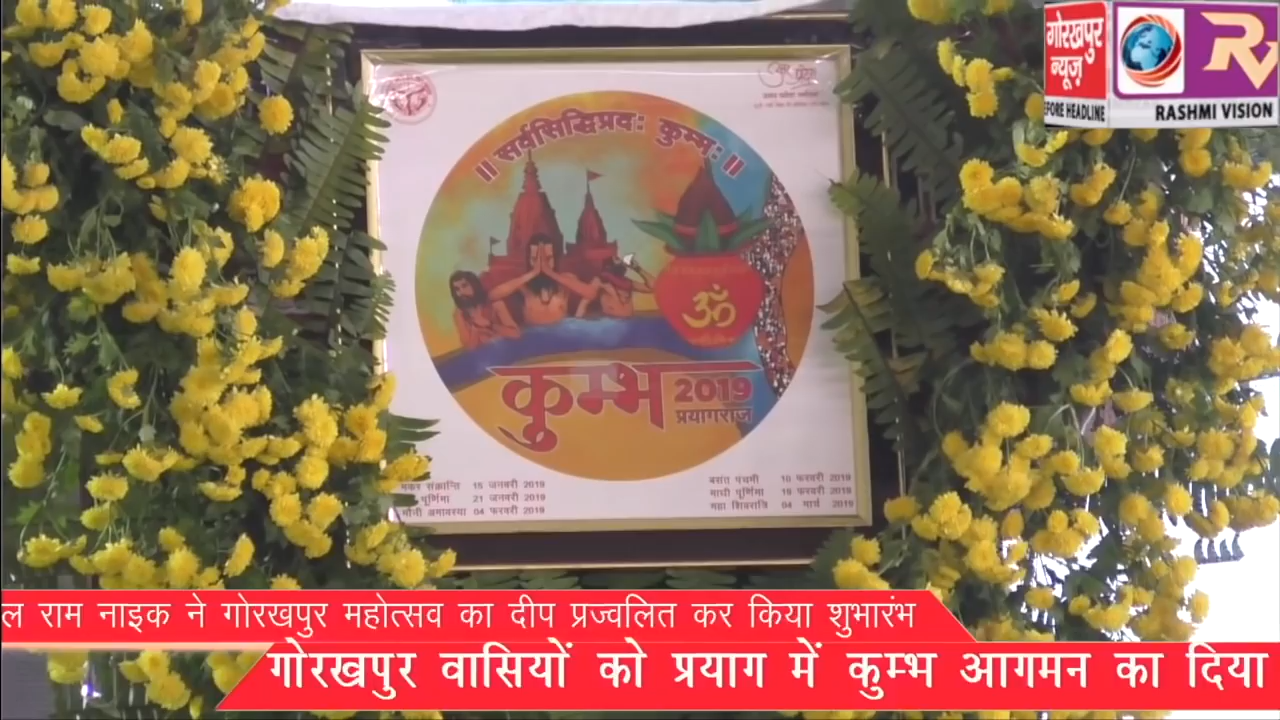 गोरखपुर
न्यूज़
EFORE HEADLINE
RV
RASHMI VISION
॥ सर्वसिद्धिप्रदः कुम्भः ॥
ॐ
कुम्भ 2019
प्रयागराज
मकर संक्रान्ति 15 जनवरी 2019
पूर्णिमा 21 जनवरी 2019
मौनी अमावस्या 04 फरवरी 2019
बसंत पंचमी 10 फरवरी 2019
माघी पूर्णिमा 19 फरवरी 2019
महा शिवरात्रि 04 मार्च 2019
ल राम नाइक ने गोरखपुर महोत्सव का दीप प्रज्वलित कर किया शुभारंभ
गोरखपुर वासियों को प्रयाग में कुम्भ आगमन का दिया